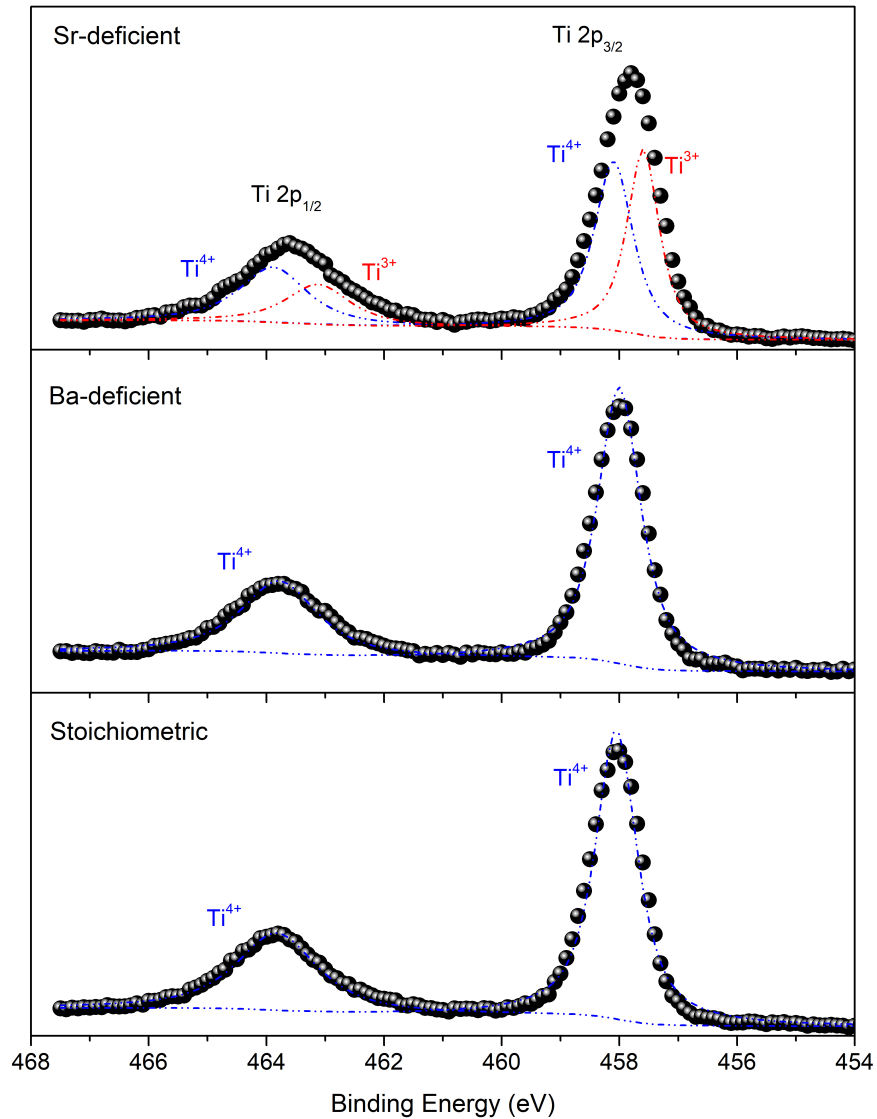 Sr-deficient
Ti 2p3/2
Ti4+
Ti3+
Ti 2p1/2
Ti4+
Ti3+
Ba-deficient
Ti4+
Ti4+
Stoichiometric
Ti4+
Ti4+
468 466 464 462 460 458 456 454
Binding Energy (eV)